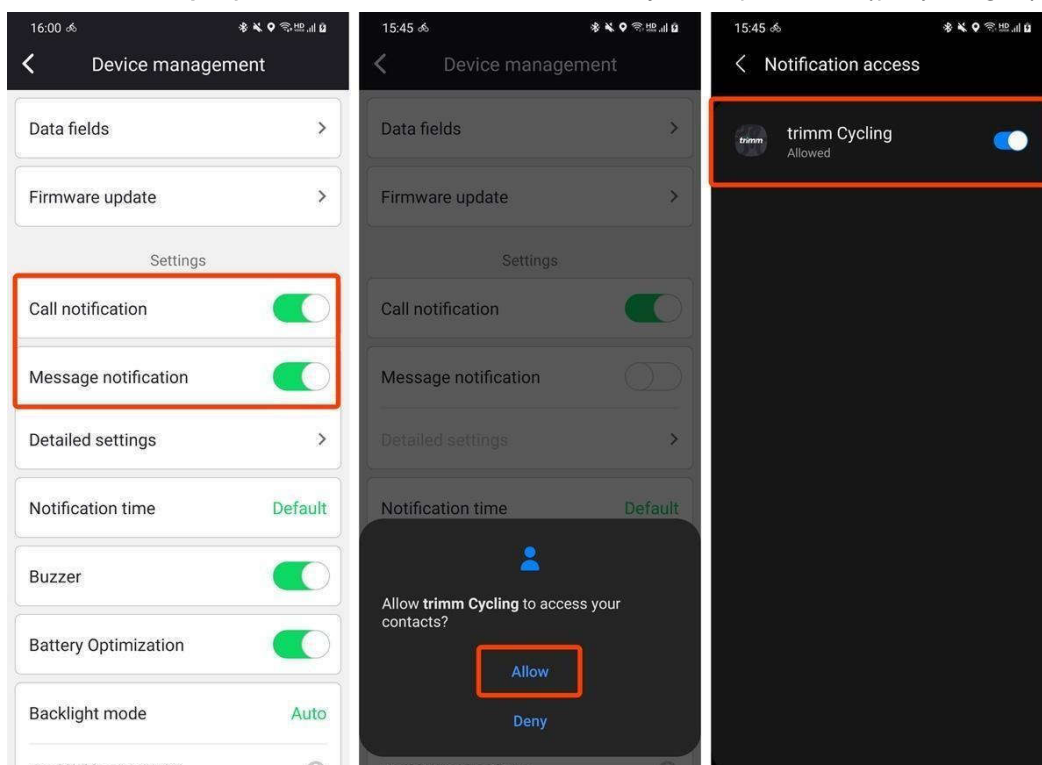 16:00
Device management
Data fields
Firmware update
Settings
Call notification
Message notification
Detailed settings
Notification time Default
Buzzer
Battery Optimization
Backlight mode Auto
15:45
Device management
Data fields
Firmware update
Settings
Call notification
Message notification
Detailed settings
Notification time Default
Allow trimm Cycling to access your
contacts?
Allow
Deny
15:45
Notification access
trimm
trimm Cycling
Allowed